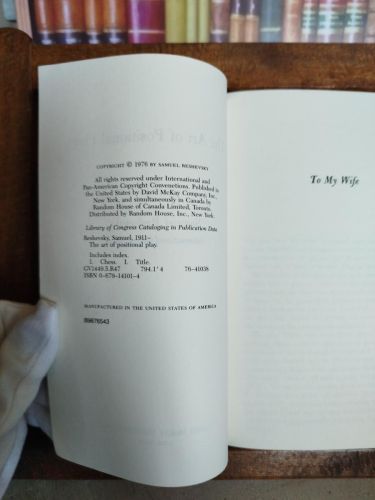 COPYRIGHT © 1976 BY SAMUEL RESHEVSKY
All rights reserved under International and
Pan-American Copyright Convenctions. Published in
the United States by David McKay Company, Inc.,
New York, and simultaneously in Canada by
Random House of Canada Limited, Toronto.
Distributed by Random House, Inc., New York.
Library of Congress Cataloging in Publication Data
Reshevsky, Samuel, 1911–
The art of positional play.
Includes index.
1. Chess. I. Title.
GV1449.5.R47 794.1'4 76-41038
ISBN 0-679-14101-4
MANUFACTURED IN THE UNITED STATES OF AMERICA
To My Wife